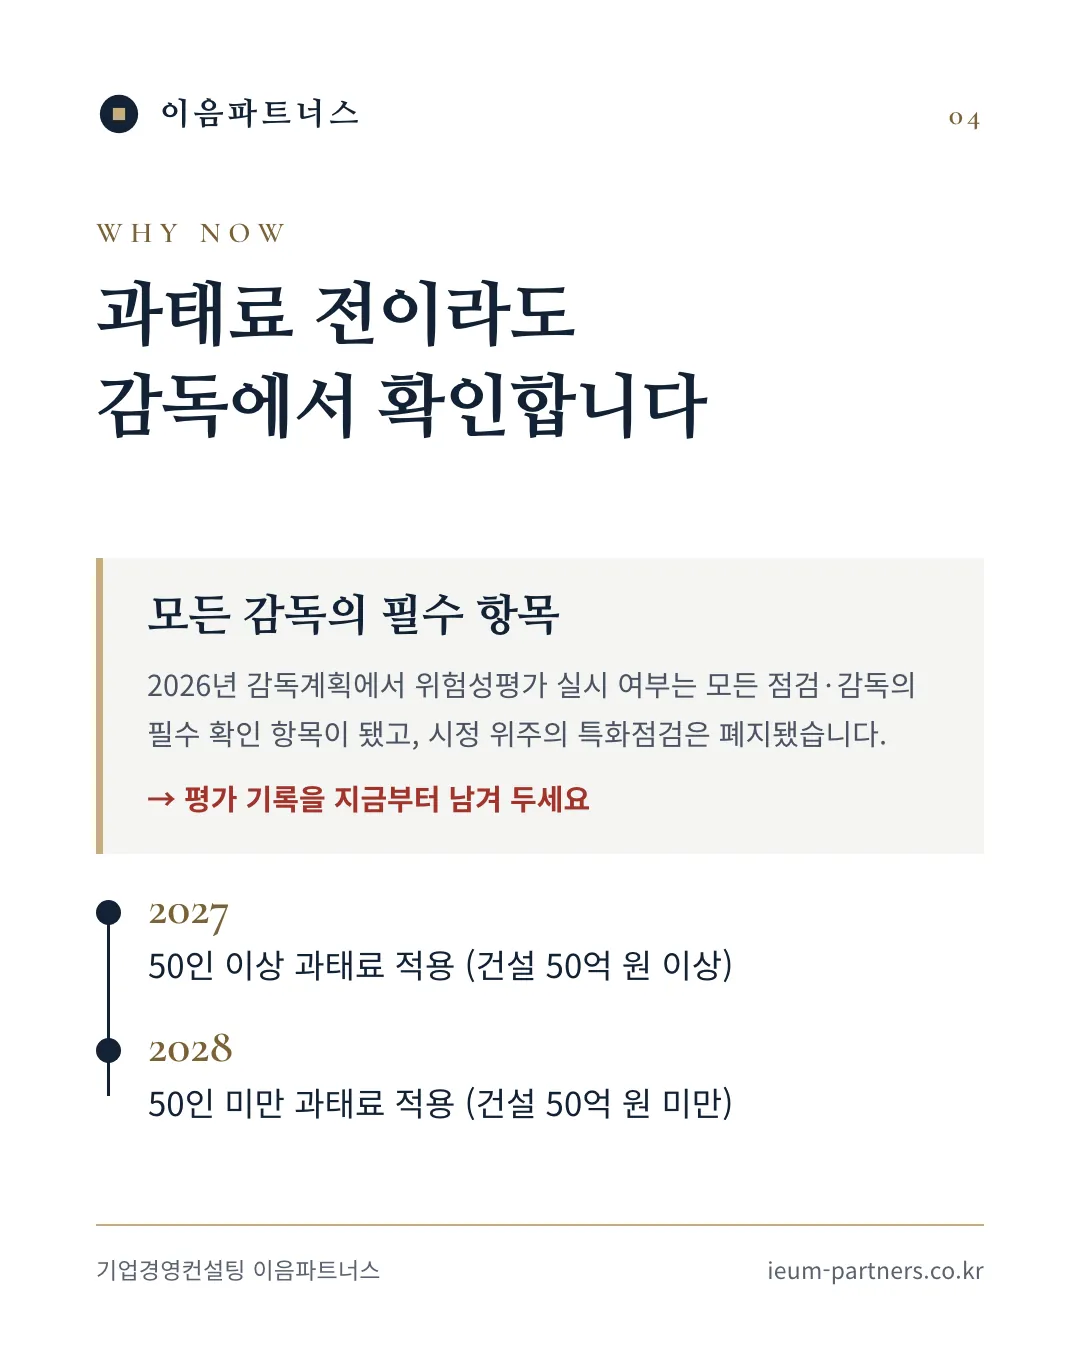 이음파트너스
04
WHY NOW
과태료 전이라도
감독에서 확인합니다
모든 감독의 필수 항목
2026년 감독계획에서 위험성평가 실시 여부는 모든 점검·감독의
필수 확인 항목이 됐고, 시정 위주의 특화점검은 폐지됐습니다.
→ 평가 기록을 지금부터 남겨 두세요
2027
50인 이상 과태료 적용 (건설 50억 원 이상)
2028
50인 미만 과태료 적용 (건설 50억 원 미만)
기업경영컨설팅 이음파트너스
ieum-partners.co.kr